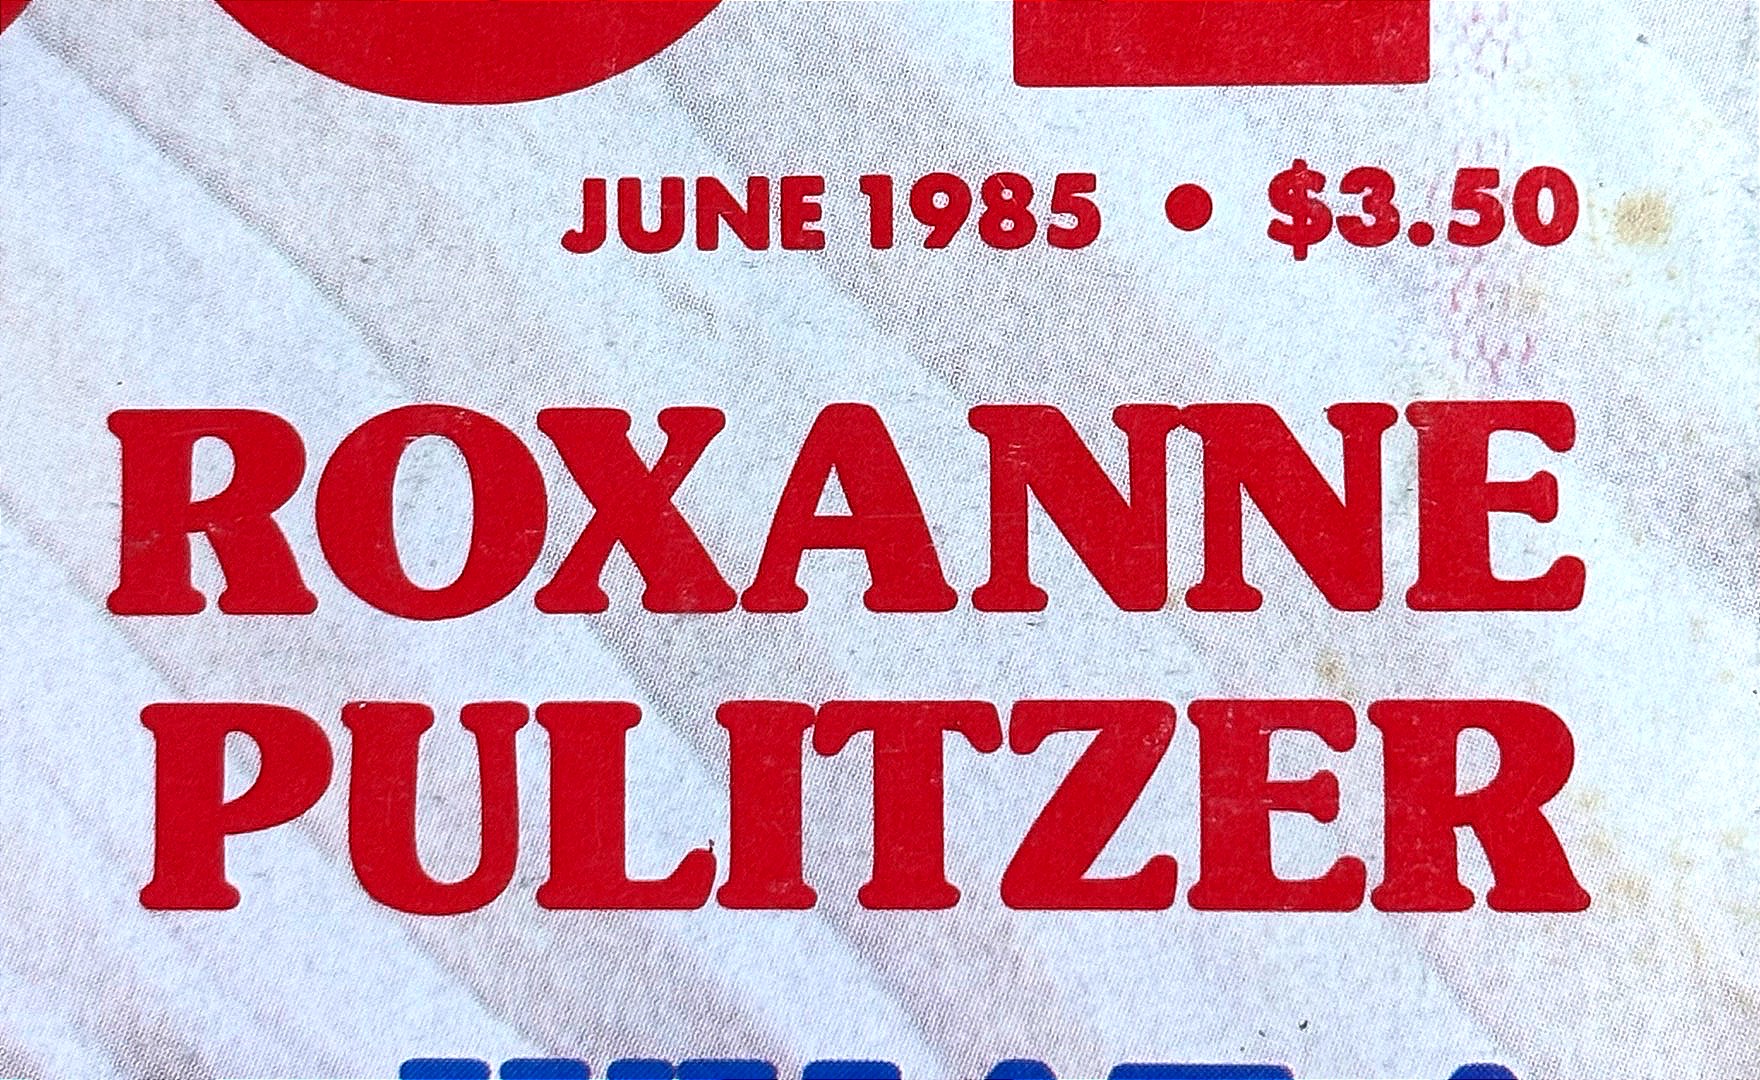 JUNE 1985 • $3.50
ROXANNE
PULITZER